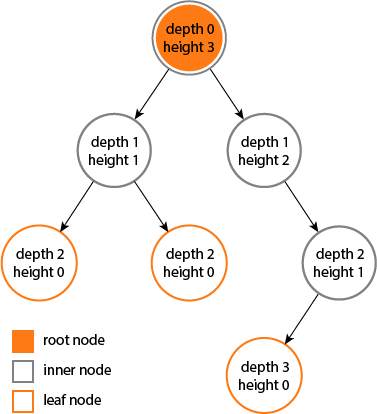 depth 0
height 3
depth 1
height 1
depth 1
height 2
depth 2
height 0
depth 2
height 0
depth 2
height 1
depth 3
height 0
root node
inner node
leaf node